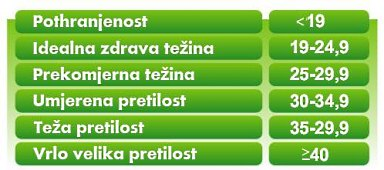 Pothranjenost <19
Idealna zdrava težina 19-24,9
Prekomjerna težina 25-29,9
Umjerena pretilost 30-34,9
Teža pretilost 35-29,9
Vrlo velika pretilost ≥40